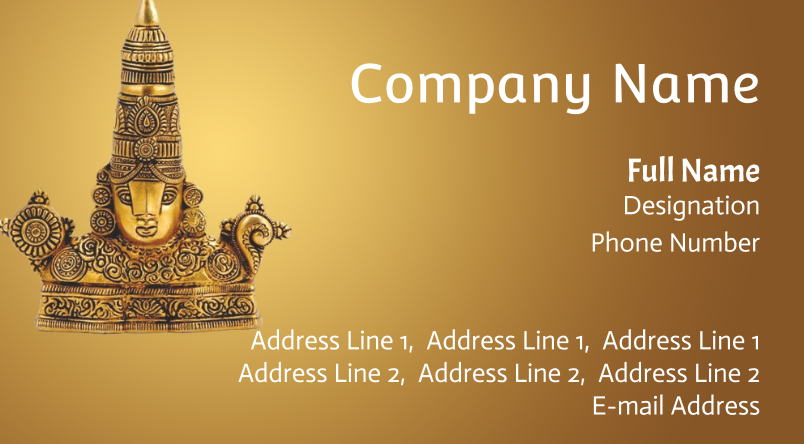 Company Name
Full Name
Designation
Phone Number
Address Line 1,  Address Line 1,  Address Line 1
Address Line 2,  Address Line 2,  Address Line 2
E-mail Address